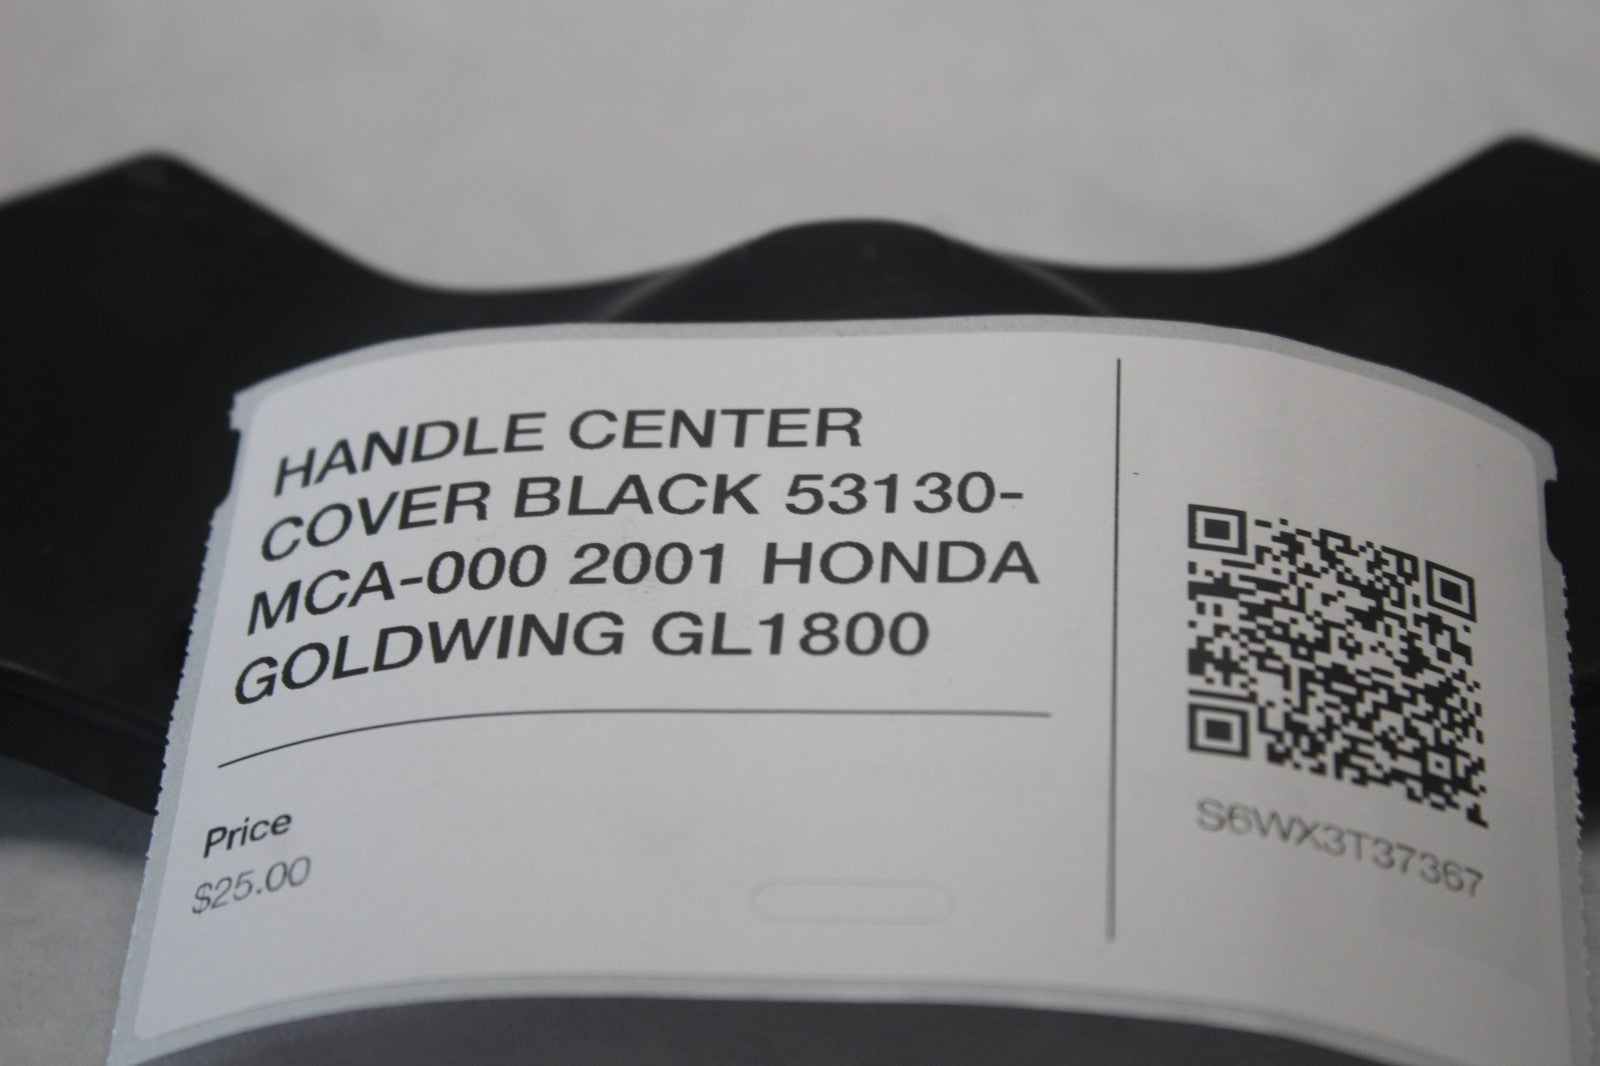 HANDLE CENTER
COVER BLACK 53130-
MCA-000 2001 HONDA
GOLDWING GL1800
Price
$25.00
S6WX3T37367